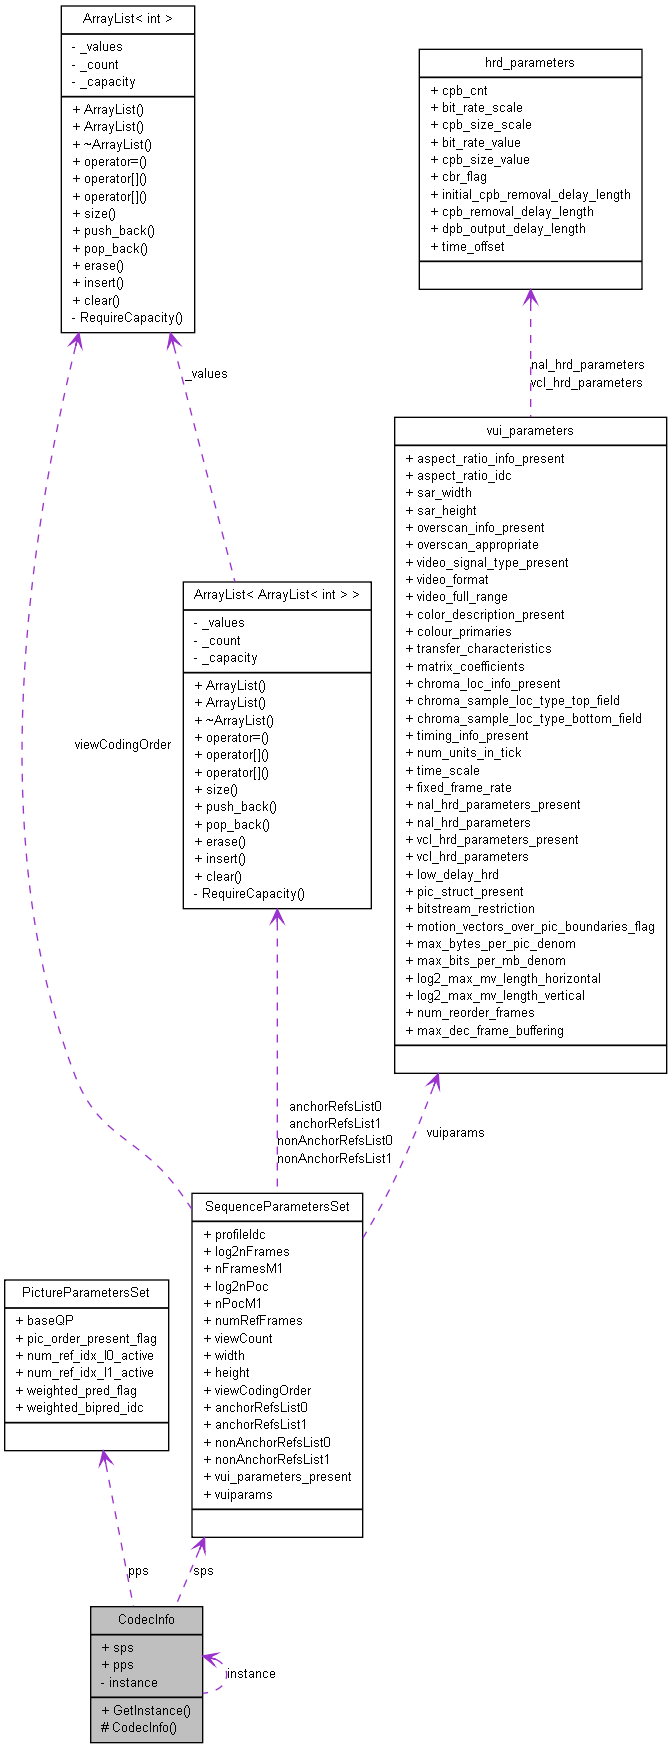 ArrayList< int >
- _values
- _count
- _capacity
+ ArrayList()
+ ArrayList()
+ ~ArrayList()
+ operator=()
+ operator[]()
+ operator[]()
+ size()
+ push_back()
+ pop_back()
+ erase()
+ insert()
+ clear()
- RequireCapacity()
hrd_parameters
+ cpb_cnt
+ bit_rate_scale
+ cpb_size_scale
+ bit_rate_value
+ cpb_size_value
+ cbr_flag
+ initial_cpb_removal_delay_length
+ cpb_removal_delay_length
+ dpb_output_delay_length
+ time_offset
_values
nal_hrd_parameters
vcl_hrd_parameters
vui_parameters
+ aspect_ratio_info_present
+ aspect_ratio_idc
+ sar_width
+ sar_height
+ overscan_info_present
+ overscan_appropriate
+ video_signal_type_present
+ video_format
+ video_full_range
+ color_description_present
+ colour_primaries
+ transfer_characteristics
+ matrix_coefficients
+ chroma_loc_info_present
+ chroma_sample_loc_type_top_field
+ chroma_sample_loc_type_bottom_field
+ timing_info_present
+ num_units_in_tick
+ time_scale
+ fixed_frame_rate
+ nal_hrd_parameters_present
+ nal_hrd_parameters
+ vcl_hrd_parameters_present
+ vcl_hrd_parameters
+ low_delay_hrd
+ pic_struct_present
+ bitstream_restriction
+ motion_vectors_over_pic_boundaries_flag
+ max_bytes_per_pic_denom
+ max_bits_per_mb_denom
+ log2_max_mv_length_horizontal
+ log2_max_mv_length_vertical
+ num_reorder_frames
+ max_dec_frame_buffering
ArrayList< ArrayList< int > >
- _values
- _count
- _capacity
+ ArrayList()
+ ArrayList()
+ ~ArrayList()
+ operator=()
+ operator[]()
+ operator[]()
+ size()
+ push_back()
+ pop_back()
+ erase()
+ insert()
+ clear()
- RequireCapacity()
viewCodingOrder
anchorRefsList0
anchorRefsList1
nonAnchorRefsList0
nonAnchorRefsList1
vuiparams
SequenceParametersSet
+ profileIdc
+ log2nFrames
+ nFramesM1
+ log2nPoc
+ nPocM1
+ numRefFrames
+ viewCount
+ width
+ height
+ viewCodingOrder
+ anchorRefsList0
+ anchorRefsList1
+ nonAnchorRefsList0
+ nonAnchorRefsList1
+ vui_parameters_present
+ vuiparams
PictureParametersSet
+ baseQP
+ pic_order_present_flag
+ num_ref_idx_l0_active
+ num_ref_idx_l1_active
+ weighted_pred_flag
+ weighted_bipred_idc
pps
sps
CodecInfo
+ sps
+ pps
- instance
+ GetInstance()
# CodecInfo()
instance